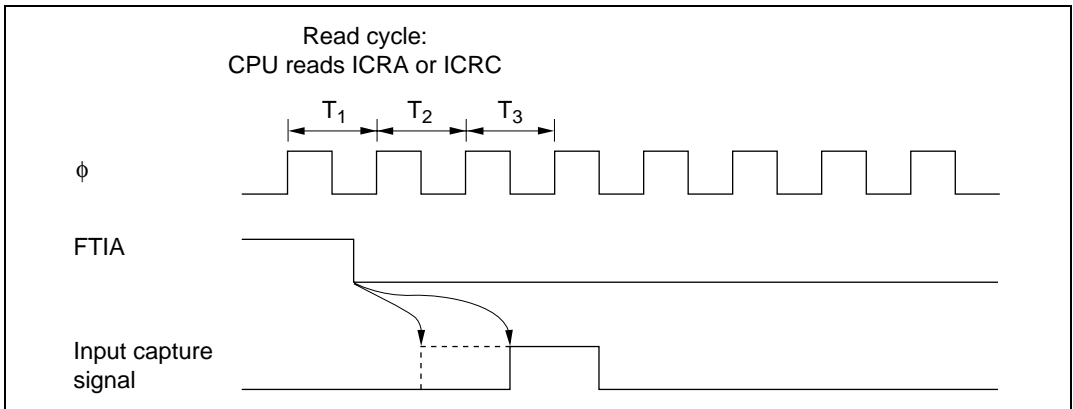 Read cycle:
CPU reads ICRA or ICRC
T₁ T₂ T₃
ϕ
FTIA
Input capture
signal